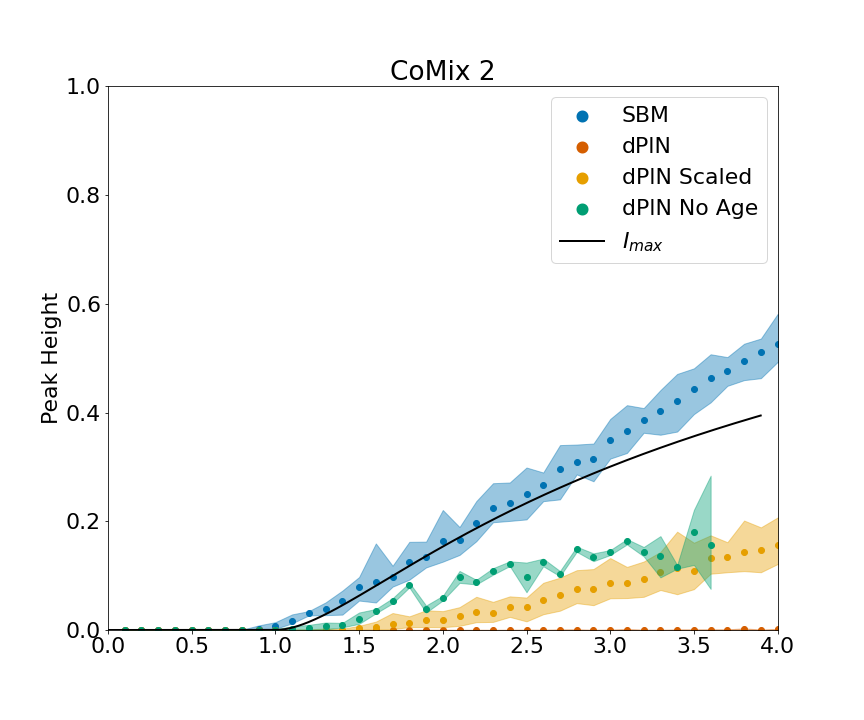 CoMix 2
1.0
0.8
0.6
0.4
0.2
0.0
Peak Height
SBM
dPIN
dPIN Scaled
dPIN No Age
I_max
0.0 0.5 1.0 1.5 2.0 2.5 3.0 3.5 4.0